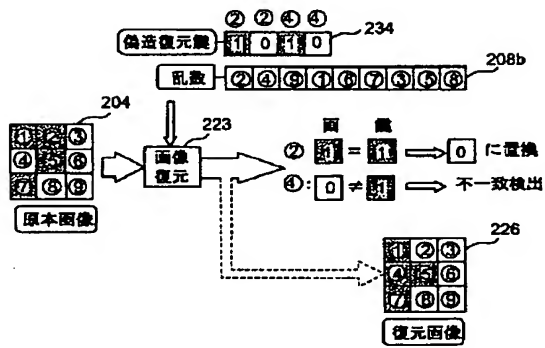 ② ② ④ ④
偽造復元鍵 1 0 1 0 234
乱数 ② ④ ⑨ ① ⑥ ⑦ ③ ⑤ ⑧ 208b
204
① ② ③
④ ⑤ ⑥
⑦ ⑧ ⑨
原本画像
223
画像
復元
画 鍵
② 1 = 1 0 に置換
④: 0 ≠ 1 不一致検出
226
① ② ③
④ ⑤ ⑥
⑦ ⑧ ⑨
復元画像